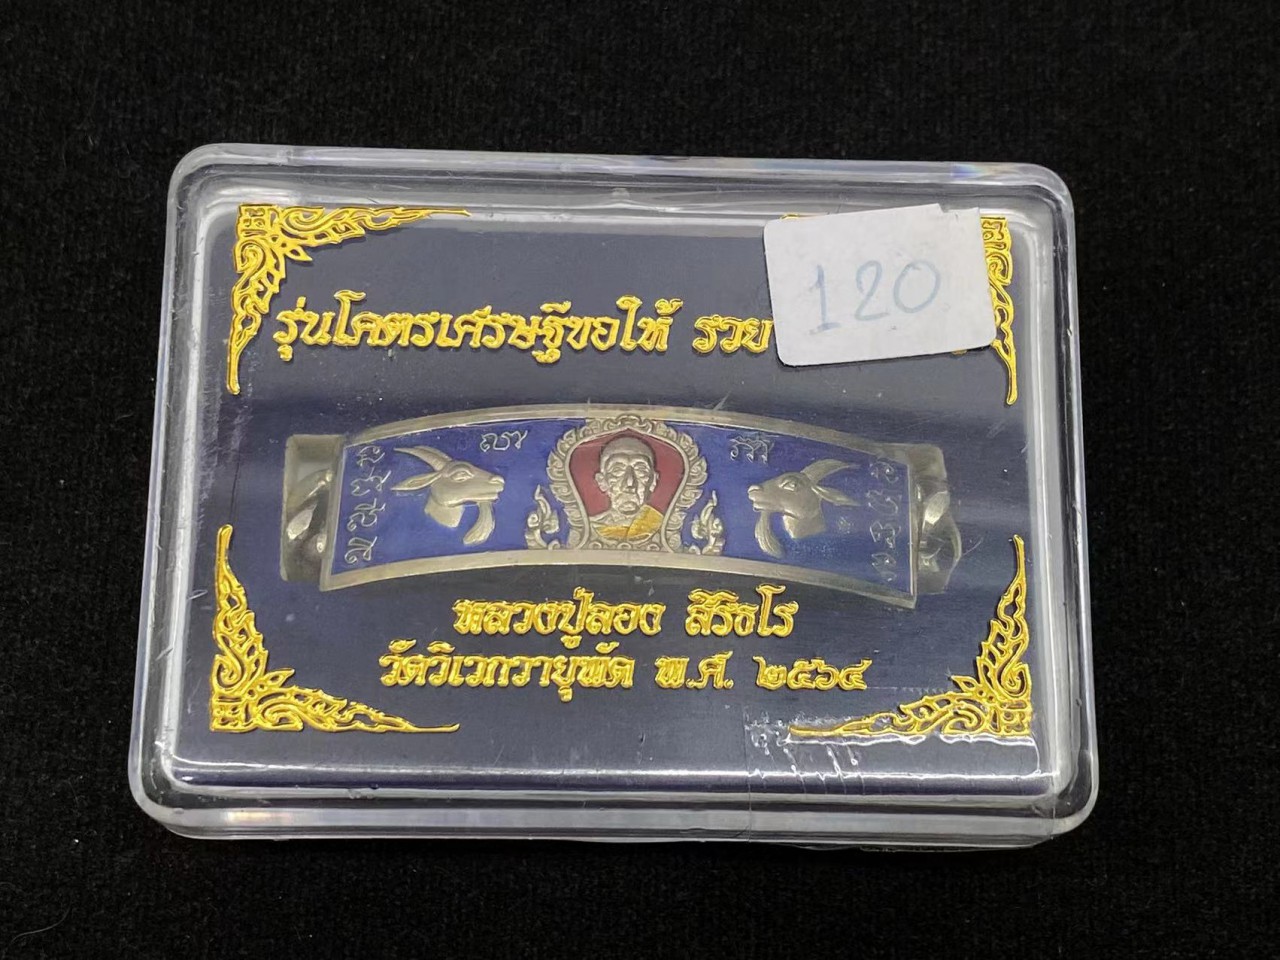 รุ่นโคตรเศรษฐีขอให้ รวย
120
หลวงปู่ลอง สิริธโร
วัดวิเวกวายุพัด พ.ศ. ๒๕๖๔